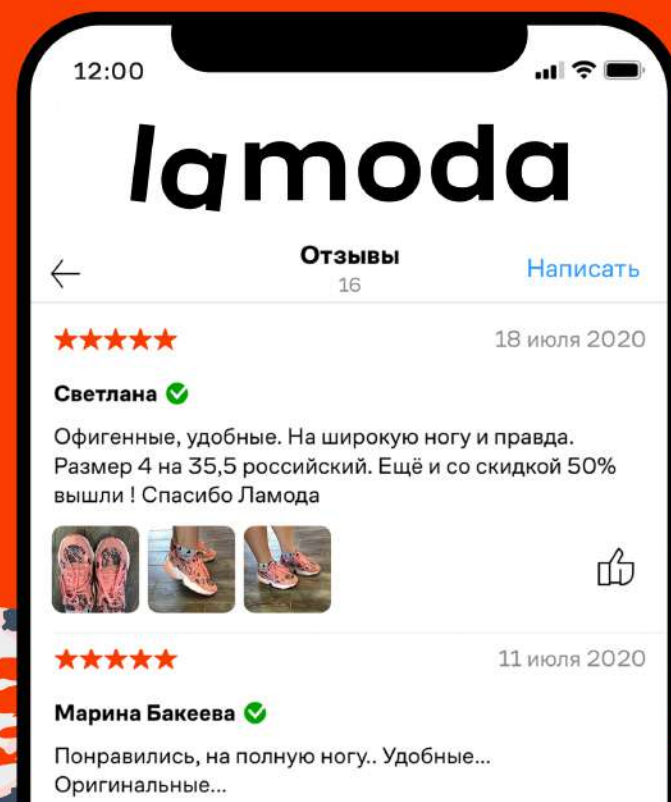 12:00
lamoda
Отзывы
16
Написать
18 июля 2020
Светлана
Офигенные, удобные. На широкую ногу и правда.
Размер 4 на 35,5 российский. Ещё и со скидкой 50%
вышли ! Спасибо Ламода
11 июля 2020
Марина Бакеева
Понравились, на полную ногу.. Удобные...
Оригинальные...